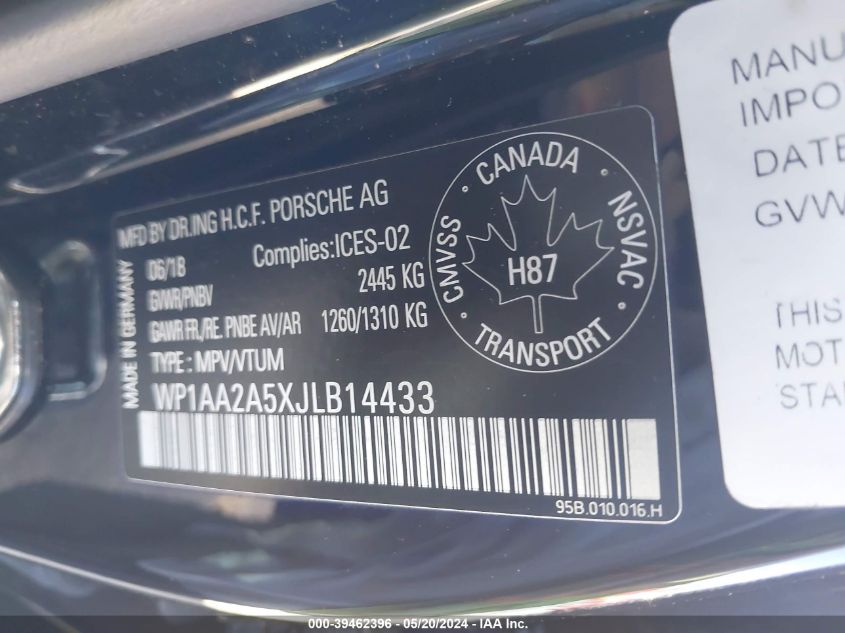 MFD BY DR.ING H.C.F. PORSCHE AG
06/18 Complies:ICES-02
GVWR/PNBV 2445 KG
GAWR FR./RE. PNBE AV/AR 1260/1310 KG
TYPE : MPV/VTUM
WP1AA2A5XJLB14433
MADE IN GERMANY
CANADA
CMVSS
NSVAC
H87
TRANSPORT
95B.010.016.H
MANU
IMPO
DATE
GVW
THIS
MOT
STA
000-39462396 - 05/20/2024 - IAA Inc.